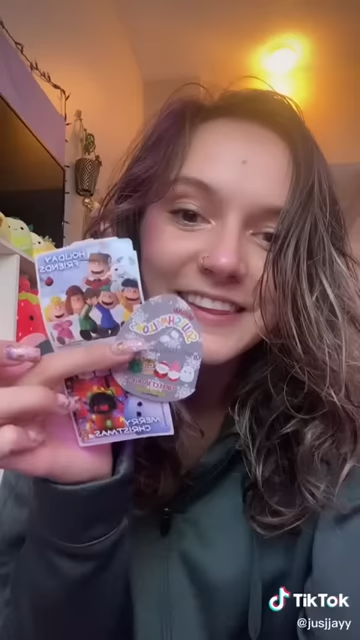 HOLIDAY
FRIENDS
SQUISHMALLOWS
MERRY
CHRISTMAS
TikTok
@jusjjayy